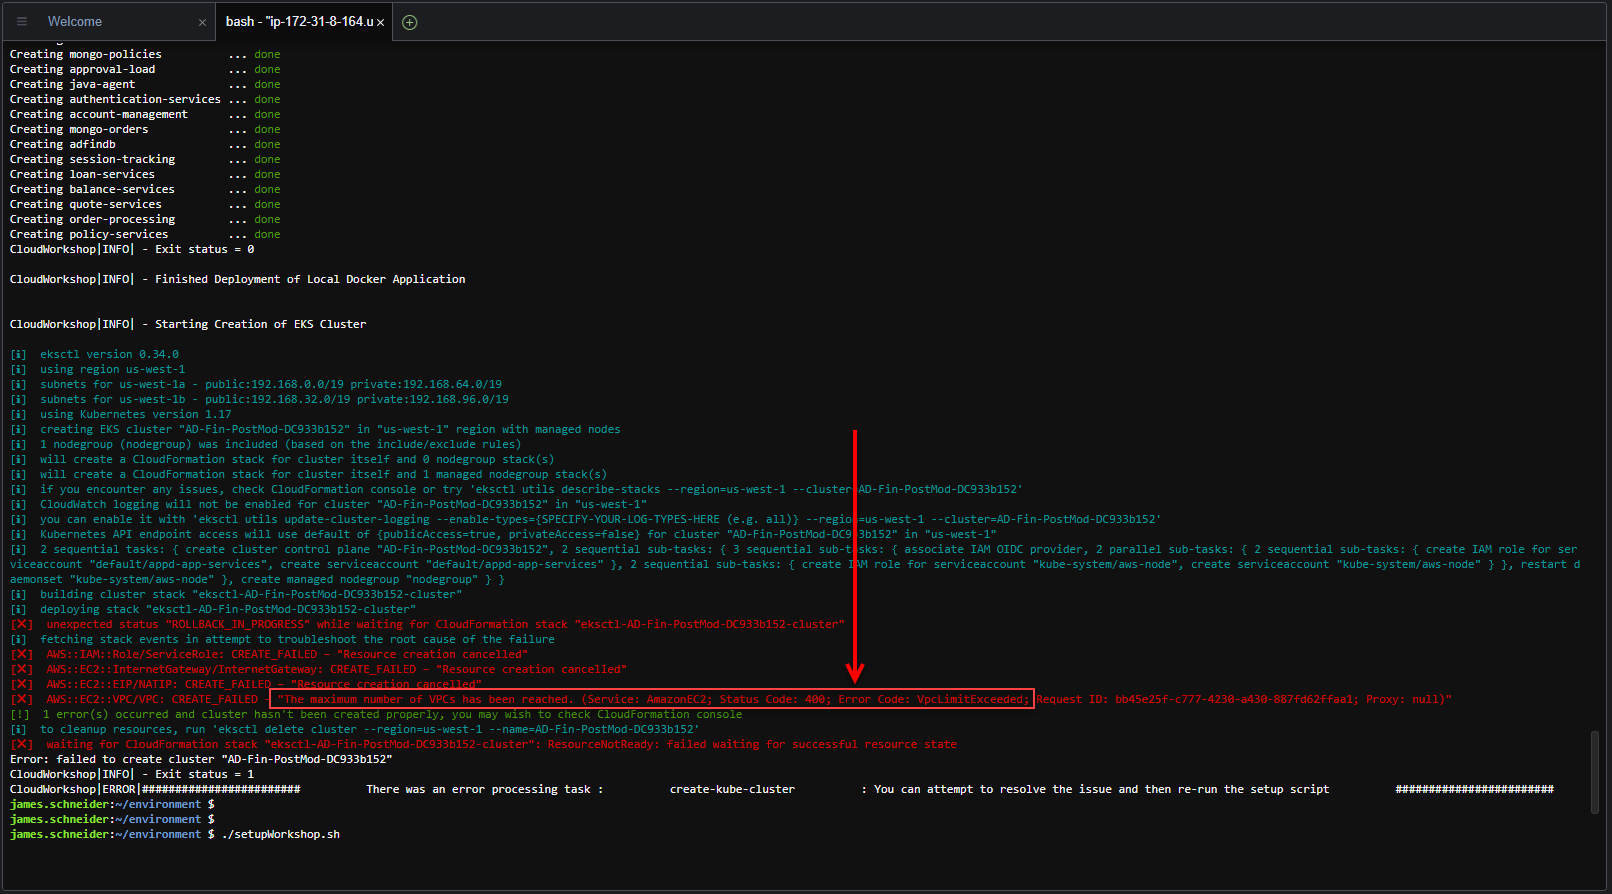 Welcome ×
bash - "ip-172-31-8-164.u ×
Creating mongo-policies ... done
Creating approval-load ... done
Creating java-agent ... done
Creating authentication-services ... done
Creating account-management ... done
Creating mongo-orders ... done
Creating adfindb ... done
Creating session-tracking ... done
Creating loan-services ... done
Creating balance-services ... done
Creating quote-services ... done
Creating order-processing ... done
Creating policy-services ... done
CloudWorkshop|INFO| - Exit status = 0
CloudWorkshop|INFO| - Finished Deployment of Local Docker Application
CloudWorkshop|INFO| - Starting Creation of EKS Cluster
[ℹ]  eksctl version 0.34.0
[ℹ]  using region us-west-1
[ℹ]  subnets for us-west-1a - public:192.168.0.0/19 private:192.168.64.0/19
[ℹ]  subnets for us-west-1b - public:192.168.32.0/19 private:192.168.96.0/19
[ℹ]  using Kubernetes version 1.17
[ℹ]  creating EKS cluster "AD-Fin-PostMod-DC933b152" in "us-west-1" region with managed nodes
[ℹ]  1 nodegroup (nodegroup) was included (based on the include/exclude rules)
[ℹ]  will create a CloudFormation stack for cluster itself and 0 nodegroup stack(s)
[ℹ]  will create a CloudFormation stack for cluster itself and 1 managed nodegroup stack(s)
[ℹ]  if you encounter any issues, check CloudFormation console or try 'eksctl utils describe-stacks --region=us-west-1 --cluster=AD-Fin-PostMod-DC933b152'
[ℹ]  CloudWatch logging will not be enabled for cluster "AD-Fin-PostMod-DC933b152" in "us-west-1"
[ℹ]  you can enable it with 'eksctl utils update-cluster-logging --enable-types={SPECIFY-YOUR-LOG-TYPES-HERE (e.g. all)} --region=us-west-1 --cluster=AD-Fin-PostMod-DC933b152'
[ℹ]  Kubernetes API endpoint access will use default of {publicAccess=true, privateAccess=false} for cluster "AD-Fin-PostMod-DC933b152" in "us-west-1"
[ℹ]  2 sequential tasks: { create cluster control plane "AD-Fin-PostMod-DC933b152", 2 sequential sub-tasks: { 3 sequential sub-tasks: { associate IAM OIDC provider, 2 parallel sub-tasks: { 2 sequential sub-tasks: { create IAM role for ser
viceaccount "default/appd-app-services", create serviceaccount "default/appd-app-services" }, 2 sequential sub-tasks: { create IAM role for serviceaccount "kube-system/aws-node", create serviceaccount "kube-system/aws-node" } }, restart d
aemonset "kube-system/aws-node" }, create managed nodegroup "nodegroup" } }
[ℹ]  building cluster stack "eksctl-AD-Fin-PostMod-DC933b152-cluster"
[ℹ]  deploying stack "eksctl-AD-Fin-PostMod-DC933b152-cluster"
[✖]  unexpected status "ROLLBACK_IN_PROGRESS" while waiting for CloudFormation stack "eksctl-AD-Fin-PostMod-DC933b152-cluster"
[ℹ]  fetching stack events in attempt to troubleshoot the root cause of the failure
[✖]  AWS::IAM::Role/ServiceRole: CREATE_FAILED – "Resource creation cancelled"
[✖]  AWS::EC2::InternetGateway/InternetGateway: CREATE_FAILED – "Resource creation cancelled"
[✖]  AWS::EC2::EIP/NATIP: CREATE_FAILED – "Resource creation cancelled"
[✖]  AWS::EC2::VPC/VPC: CREATE_FAILED – "The maximum number of VPCs has been reached. (Service: AmazonEC2; Status Code: 400; Error Code: VpcLimitExceeded; Request ID: bb45e25f-c777-4230-a430-887fd62ffaa1; Proxy: null)"
[!]  1 error(s) occurred and cluster hasn't been created properly, you may wish to check CloudFormation console
[ℹ]  to cleanup resources, run 'eksctl delete cluster --region=us-west-1 --name=AD-Fin-PostMod-DC933b152'
[✖]  waiting for CloudFormation stack "eksctl-AD-Fin-PostMod-DC933b152-cluster": ResourceNotReady: failed waiting for successful resource state
Error: failed to create cluster "AD-Fin-PostMod-DC933b152"
CloudWorkshop|INFO| - Exit status = 1
CloudWorkshop|ERROR|######################## There was an error processing task : create-kube-cluster : You can attempt to resolve the issue and then re-run the setup script ########################
james.schneider:~/environment $
james.schneider:~/environment $
james.schneider:~/environment $ ./setupWorkshop.sh